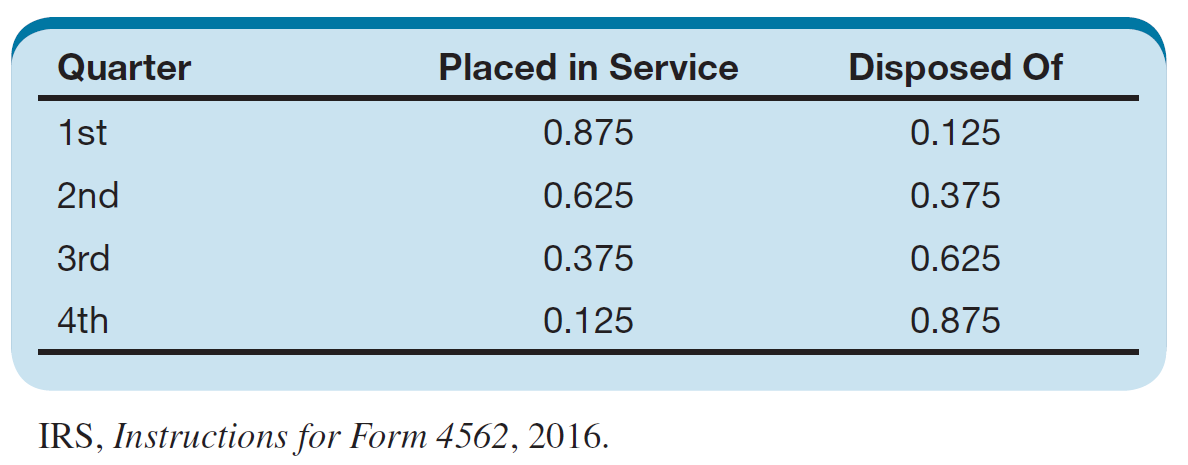 Quarter Placed in Service Disposed Of
1st 0.875 0.125
2nd 0.625 0.375
3rd 0.375 0.625
4th 0.125 0.875
IRS, Instructions for Form 4562, 2016.